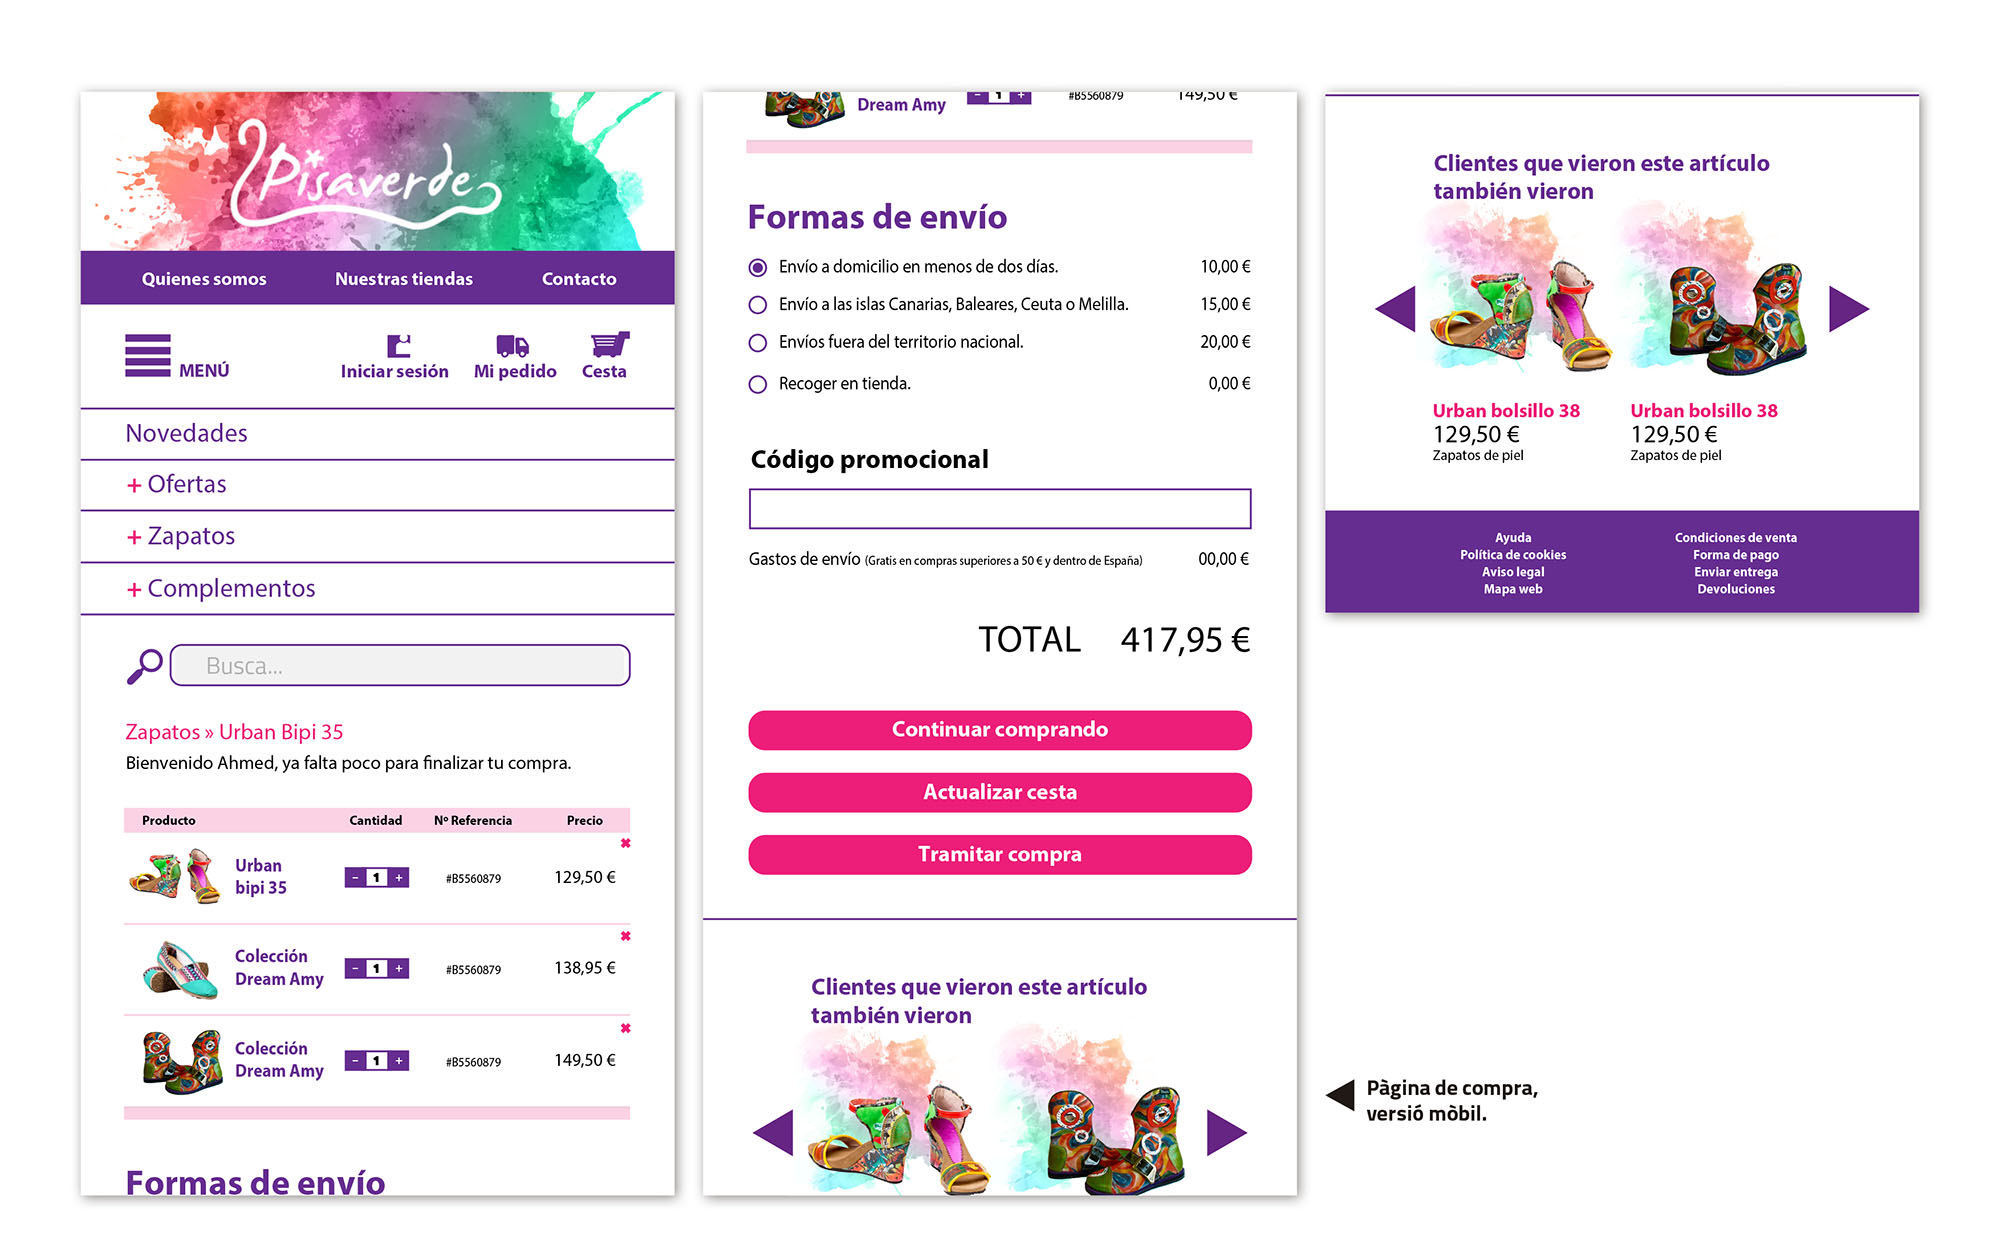 Pisaverde
Quienes somos Nuestras tiendas Contacto
MENÚ Iniciar sesión Mi pedido Cesta
Novedades
+ Ofertas
+ Zapatos
+ Complementos
Busca...
Zapatos » Urban Bipi 35
Bienvenido Ahmed, ya falta poco para finalizar tu compra.
Producto Cantidad Nº Referencia Precio
Urban
bipi 35
- 1 + #B5560879 129,50 €
Colección
Dream Amy
- 1 + #B5560879 138,95 €
Colección
Dream Amy
- 1 + #B5560879 149,50 €
Formas de envío
Dream Amy - 1 + #B5560879 149,50 €
Formas de envío
Envío a domicilio en menos de dos días. 10,00 €
Envío a las islas Canarias, Baleares, Ceuta o Melilla. 15,00 €
Envíos fuera del territorio nacional. 20,00 €
Recoger en tienda. 0,00 €
Código promocional
Gastos de envío (Gratis en compras superiores a 50 € y dentro de España) 00,00 €
TOTAL 417,95 €
Continuar comprando
Actualizar cesta
Tramitar compra
Clientes que vieron este artículo
también vieron
Clientes que vieron este artículo
también vieron
Urban bolsillo 38
129,50 €
Zapatos de piel
Urban bolsillo 38
129,50 €
Zapatos de piel
Ayuda
Política de cookies
Aviso legal
Mapa web
Condiciones de venta
Forma de pago
Enviar entrega
Devoluciones
Pàgina de compra,
versió mòbil.